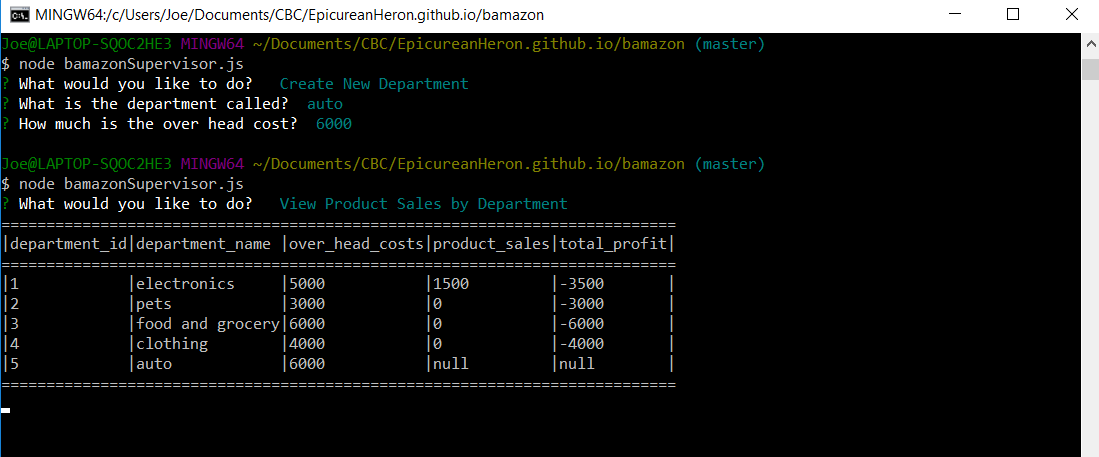 MINGW64:/c/Users/Joe/Documents/CBC/EpicureanHeron.github.io/bamazon
Joe@LAPTOP-SQOC2HE3 MINGW64 ~/Documents/CBC/EpicureanHeron.github.io/bamazon (master)
$ node bamazonSupervisor.js
? What would you like to do?   Create New Department
? What is the department called?  auto
? How much is the over head cost?  6000
Joe@LAPTOP-SQOC2HE3 MINGW64 ~/Documents/CBC/EpicureanHeron.github.io/bamazon (master)
$ node bamazonSupervisor.js
? What would you like to do?   View Product Sales by Department
===========================================================================
|department_id|department_name |over_head_costs|product_sales|total_profit|
===========================================================================
|1            |electronics     |5000           |1500         |-3500       |
|2            |pets            |3000           |0            |-3000       |
|3            |food and grocery|6000           |0            |-6000       |
|4            |clothing        |4000           |0            |-4000       |
|5            |auto            |6000           |null         |null        |
===========================================================================